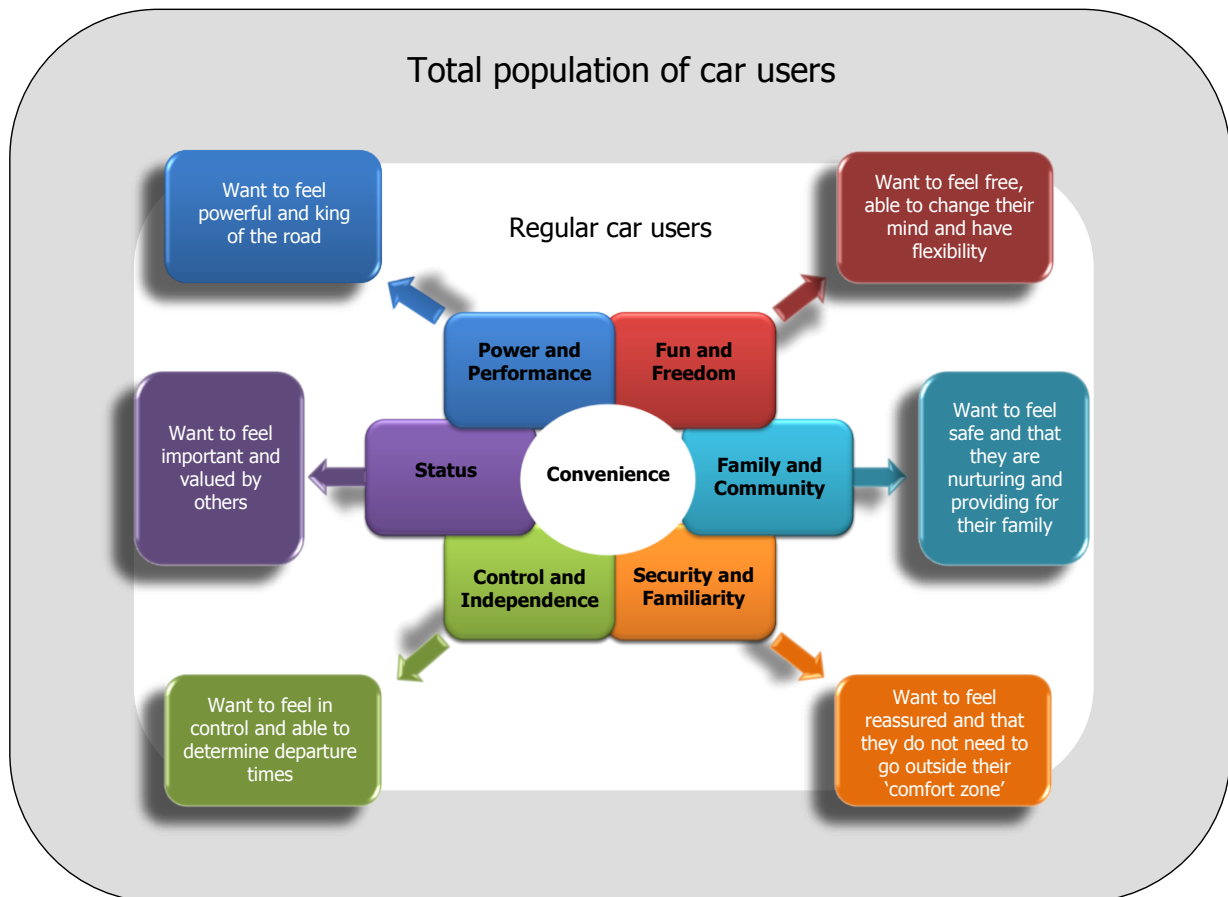 Total population of car users
Want to feel
powerful and king
of the road
Want to feel free,
able to change their
mind and have
flexibility
Regular car users
Power and
Performance
Fun and
Freedom
Want to feel
important and
valued by
others
Status
Convenience
Family and
Community
Want to feel
safe and that
they are
nurturing and
providing for
their family
Control and
Independence
Security and
Familiarity
Want to feel in
control and able to
determine departure
times
Want to feel
reassured and that
they do not need to
go outside their
‘comfort zone’